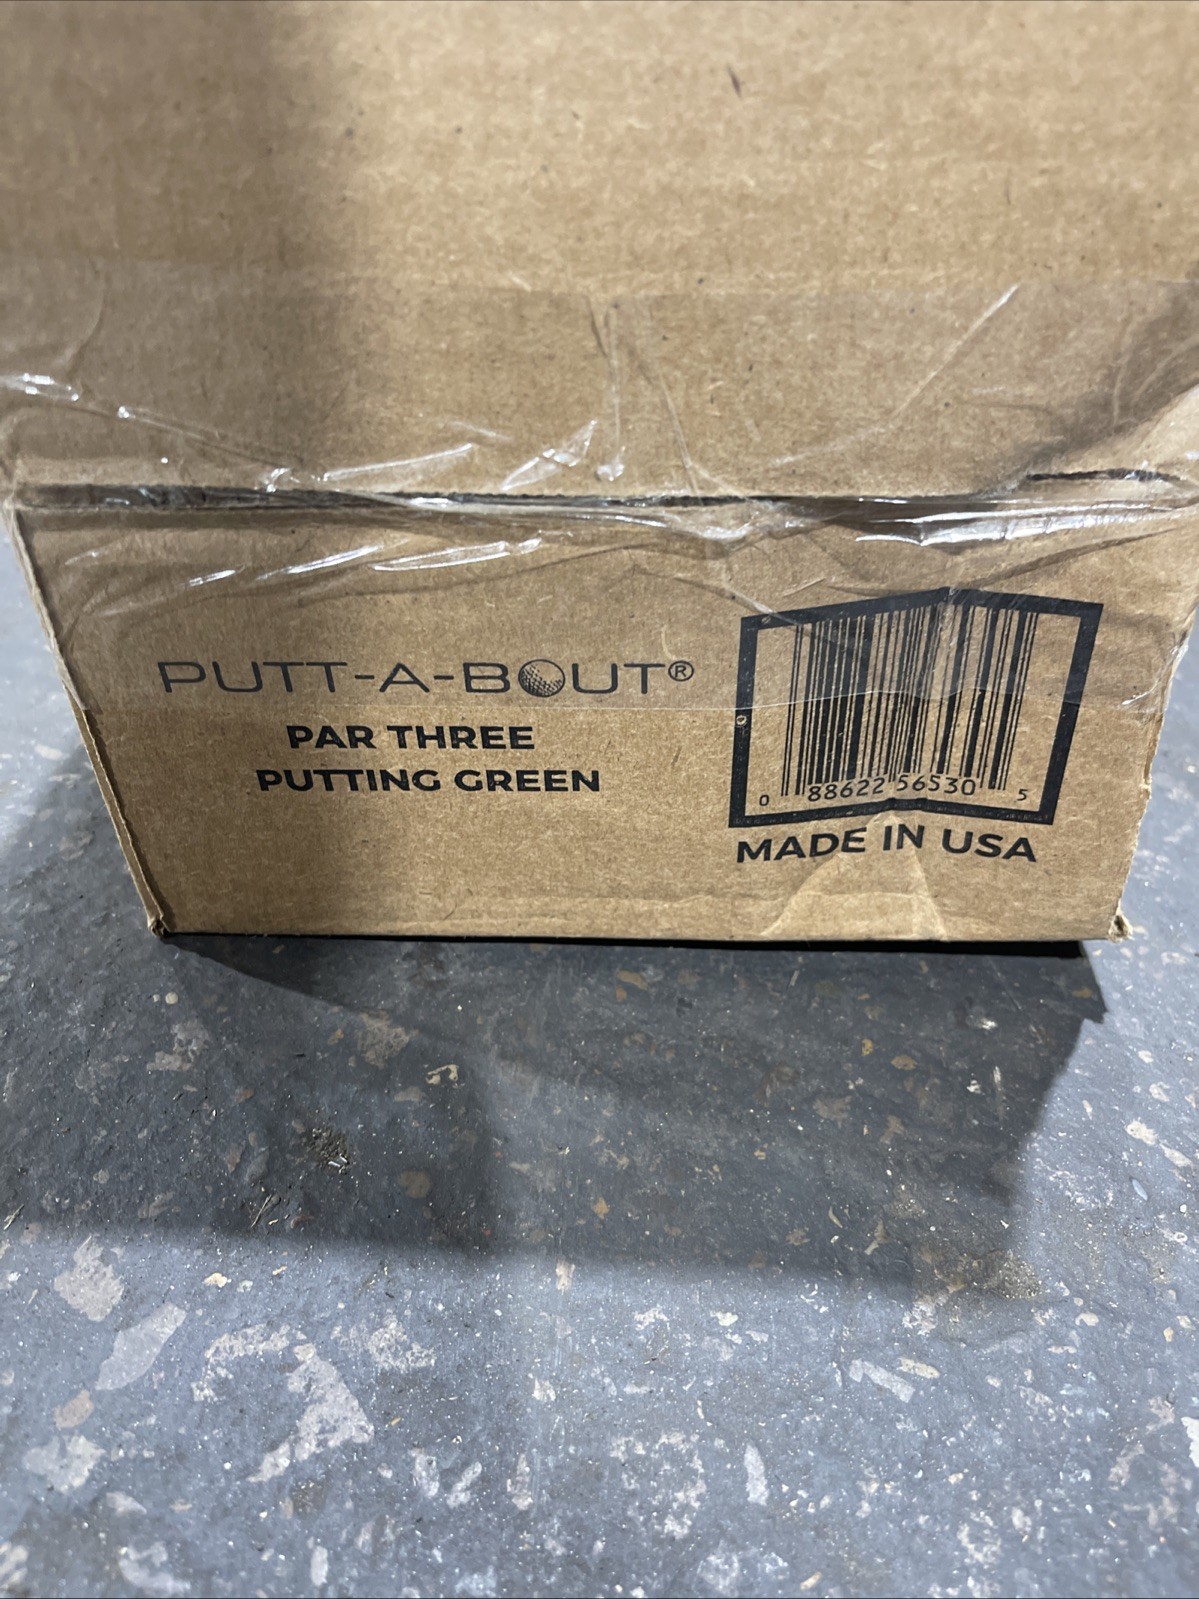 PUTT-A-BOUT®
PAR THREE
PUTTING GREEN
0 88622 56530 5
MADE IN USA